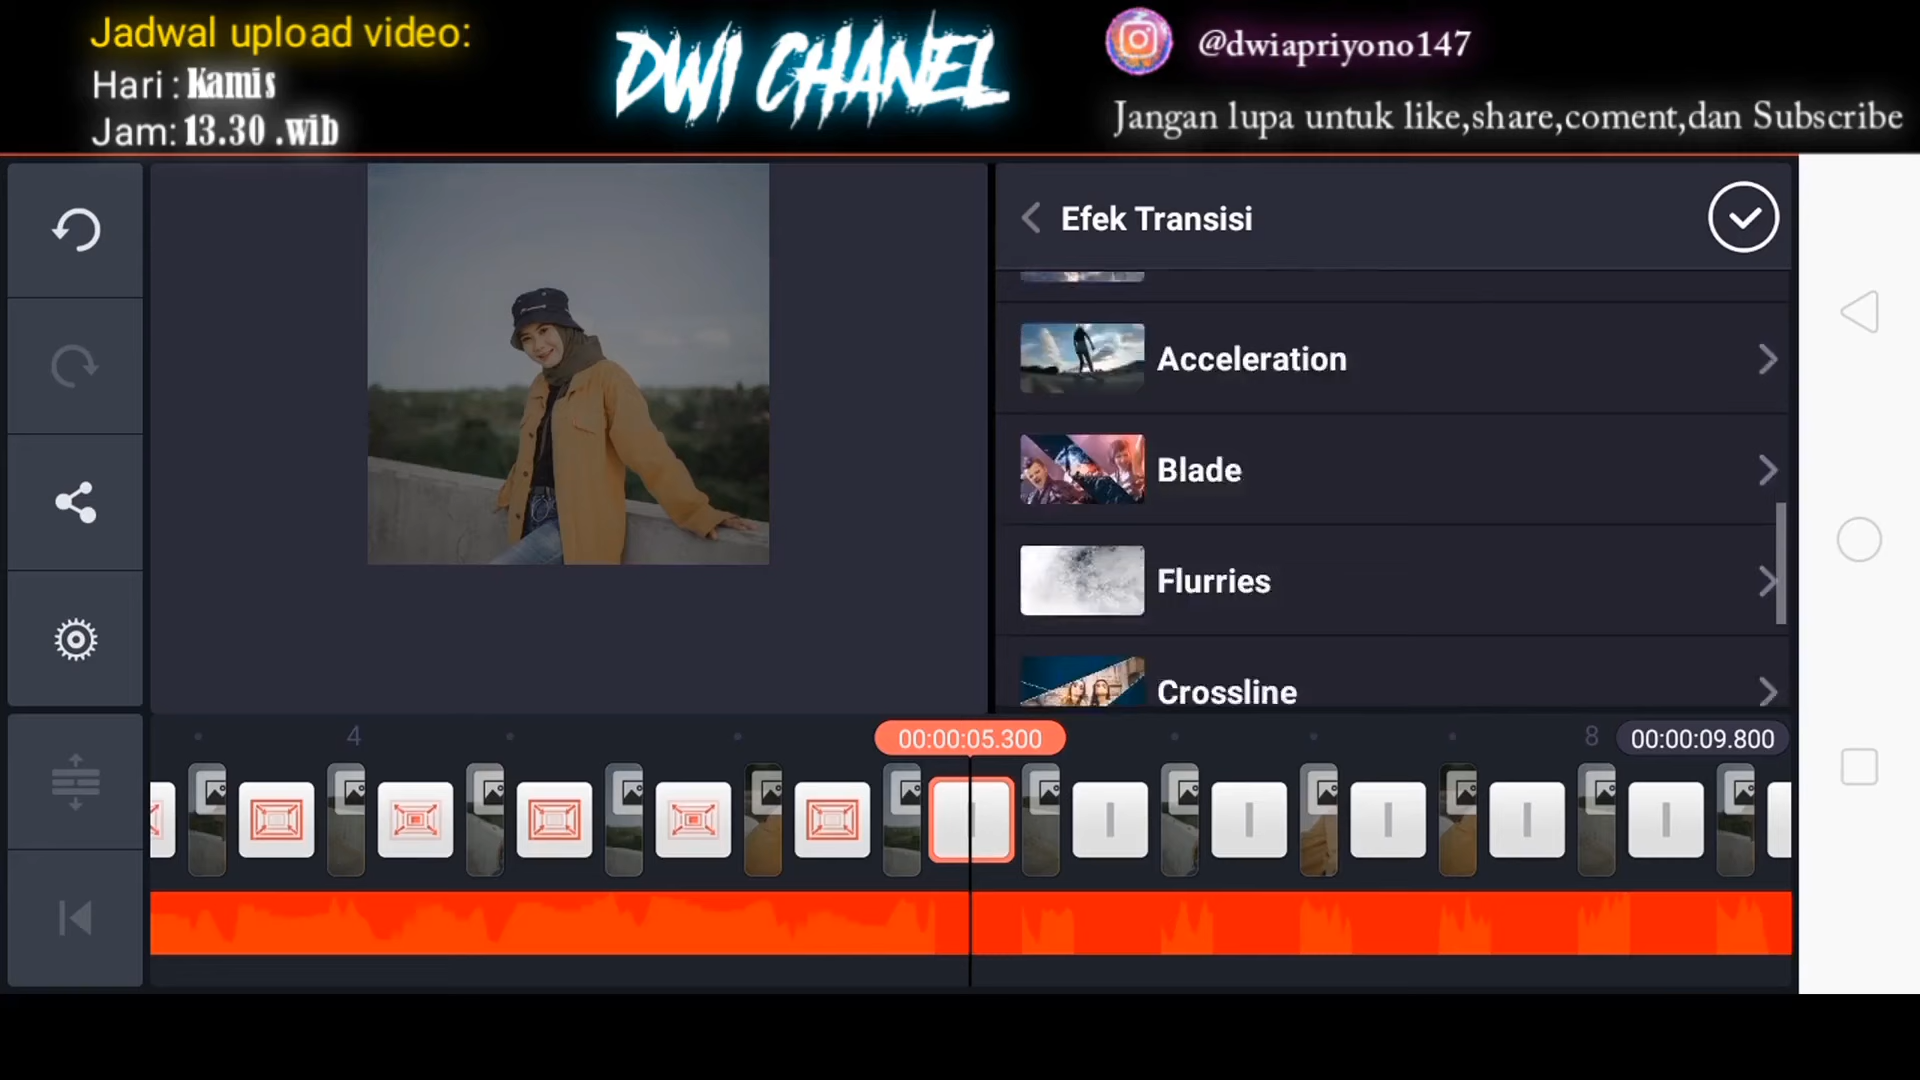 Jadwal upload video:
Hari : Kamis
Jam: 13.30 .wib
DWI CHANEL
@dwiapriyono147
Jangan lupa untuk like,share,coment,dan Subscribe
Efek Transisi
Acceleration
Blade
Flurries
Crossline
4
00:00:05.300
8
00:00:09.800